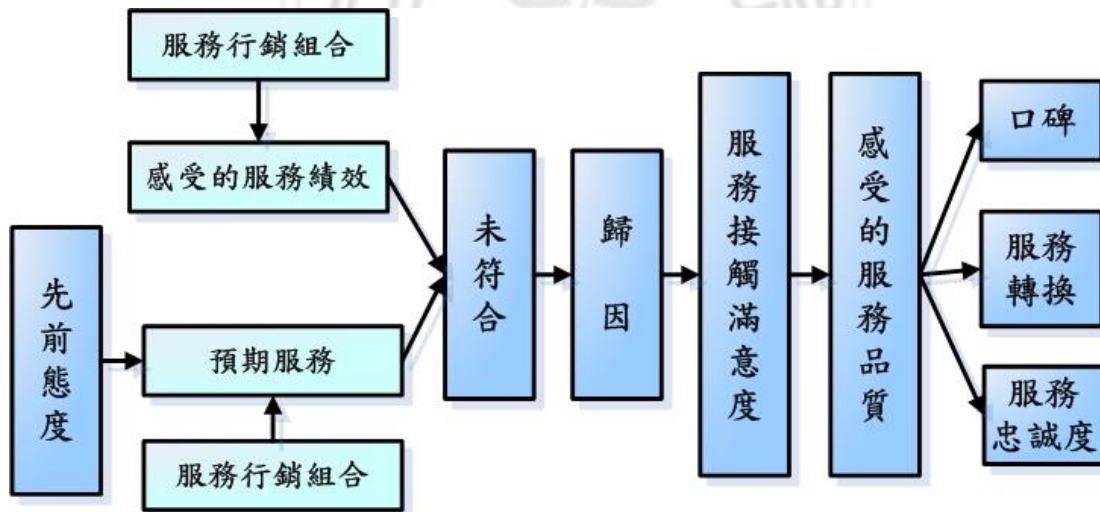 服務行銷組合
感受的服務績效
先前態度
預期服務
服務行銷組合
未符合
歸因
服務接觸滿意度
感受的服務品質
口碑
服務
轉換
服務
忠誠度